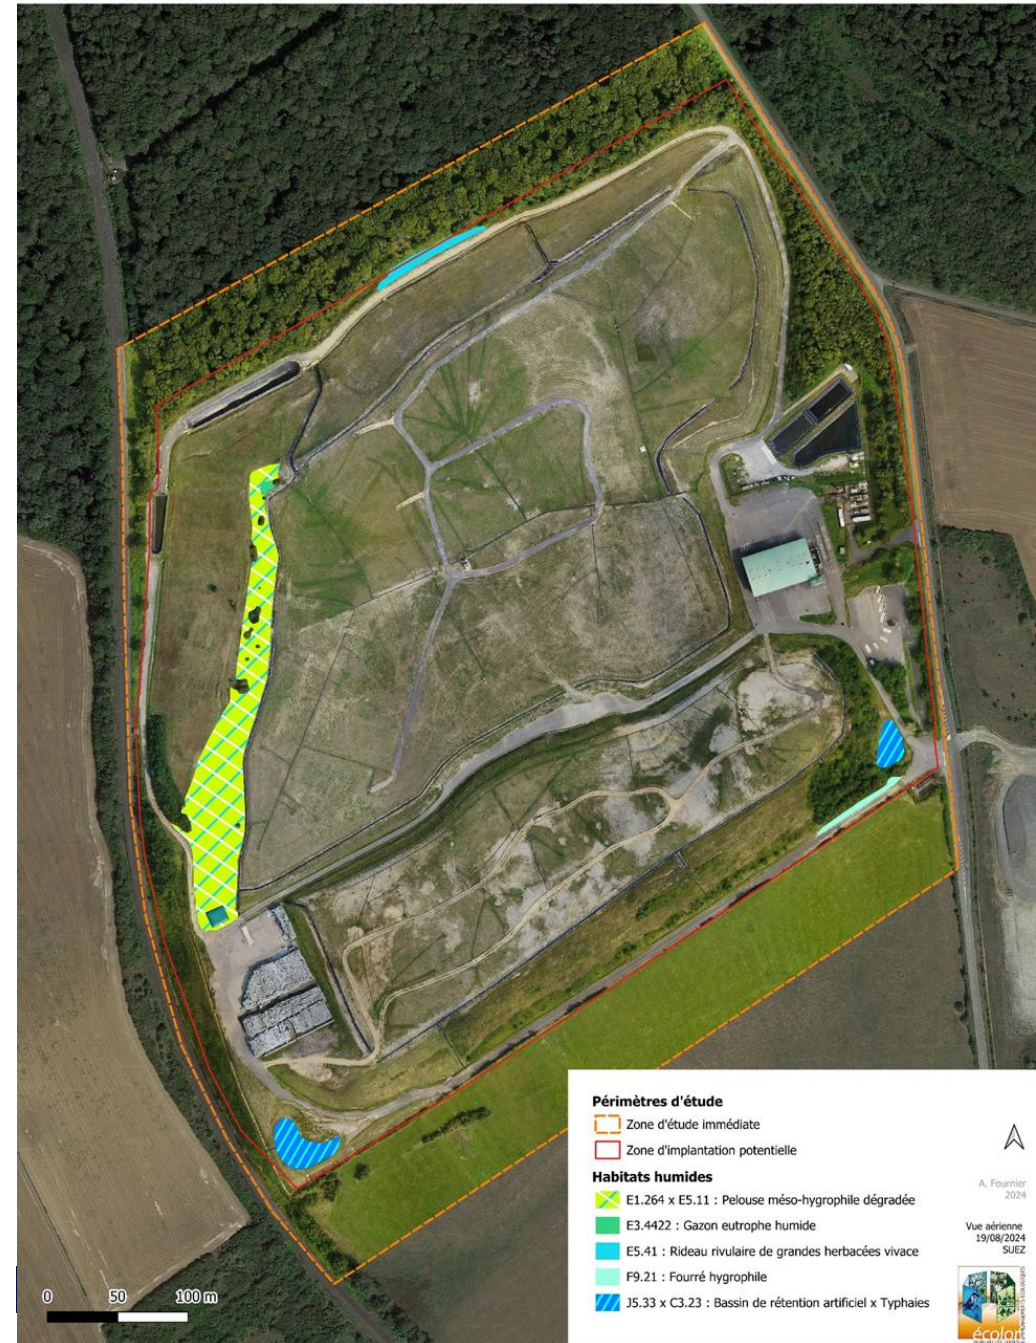 Périmètres d'étude
Zone d'étude immédiate
Zone d'implantation potentielle
Habitats humides
E1.264 x E5.11 : Pelouse méso-hygrophile dégradée
E3.4422 : Gazon eutrophe humide
E5.41 : Rideau rivulaire de grandes herbacées vivace
F9.21 : Fourré hygrophile
J5.33 x C3.23 : Bassin de rétention artificiel x Typhaies
A. Fournier
2024
Vue aérienne
19/08/2024
SUEZ
écolor
0 50 100 m